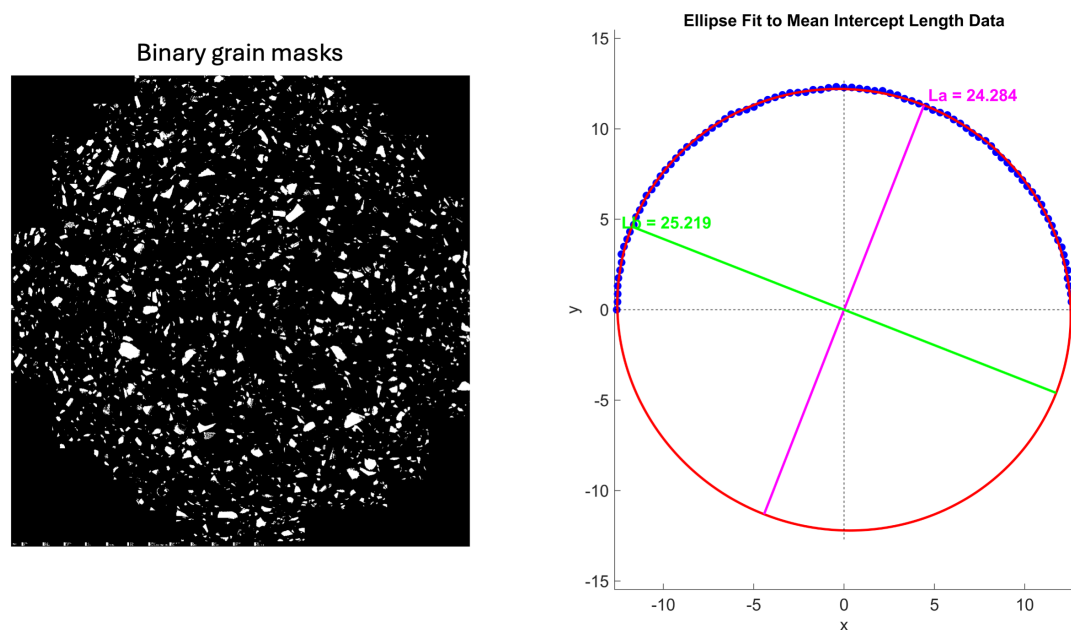 Binary grain masks
Ellipse Fit to Mean Intercept Length Data
15
10
5
0
-5
-10
-15
y
La = 24.284
Lb = 25.219
-10
-5
0
5
10
x